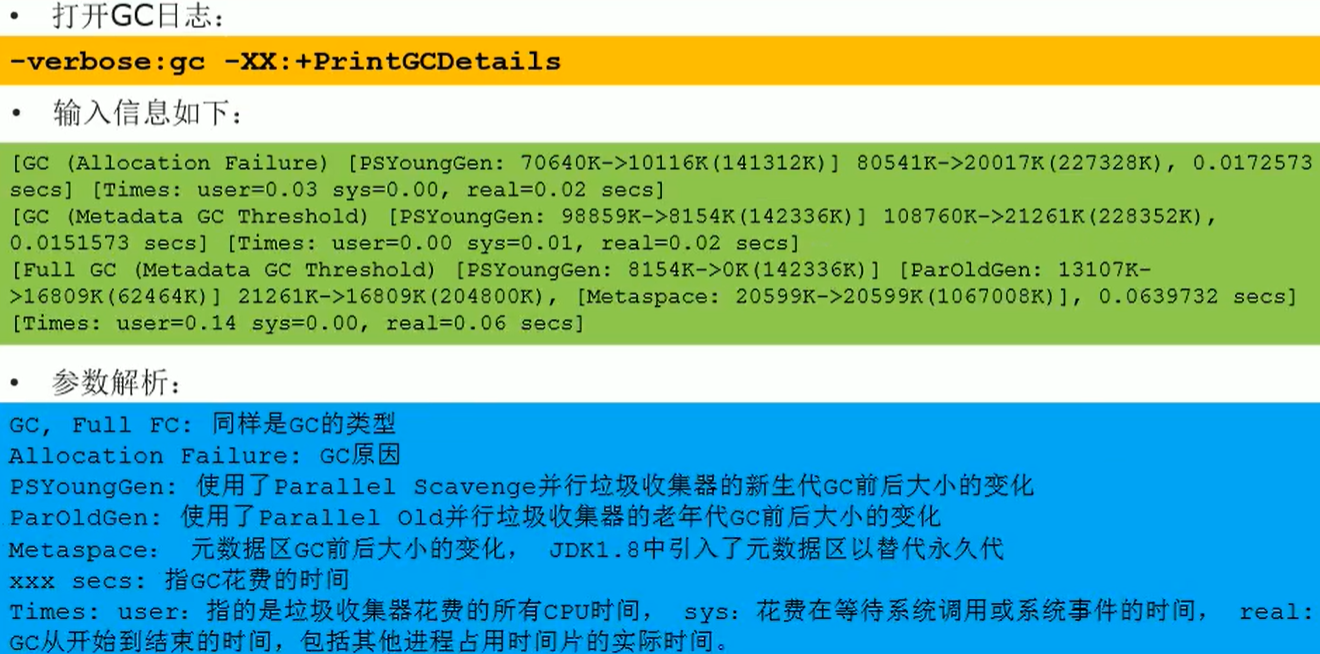 • 打开GC日志：
-verbose:gc -XX:+PrintGCDetails
• 输入信息如下：
[GC (Allocation Failure) [PSYoungGen: 70640K->10116K(141312K)] 80541K->20017K(227328K), 0.0172573
secs] [Times: user=0.03 sys=0.00, real=0.02 secs]
[GC (Metadata GC Threshold) [PSYoungGen: 98859K->8154K(142336K)] 108760K->21261K(228352K),
0.0151573 secs] [Times: user=0.00 sys=0.01, real=0.02 secs]
[Full GC (Metadata GC Threshold) [PSYoungGen: 8154K->0K(142336K)] [ParOldGen: 13107K-
>16809K(62464K)] 21261K->16809K(204800K), [Metaspace: 20599K->20599K(1067008K)], 0.0639732 secs]
[Times: user=0.14 sys=0.00, real=0.06 secs]
• 参数解析：
GC, Full FC: 同样是GC的类型
Allocation Failure: GC原因
PSYoungGen: 使用了Parallel Scavenge并行垃圾收集器的新生代GC前后大小的变化
ParOldGen: 使用了Parallel Old并行垃圾收集器的老年代GC前后大小的变化
Metaspace: 元数据区GC前后大小的变化， JDK1.8中引入了元数据区以替代永久代
xxx secs: 指GC花费的时间
Times: user: 指的是垃圾收集器花费的所有CPU时间， sys: 花费在等待系统调用或系统事件的时间， real:
GC从开始到结束的时间，包括其他进程占用时间片的实际时间。